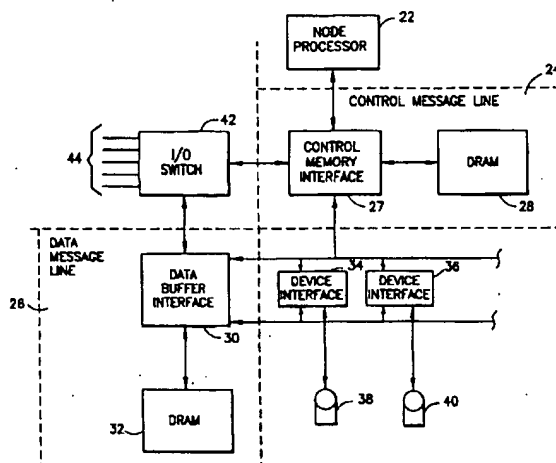 NODE
PROCESSOR
22
24
CONTROL MESSAGE LINE
42
44
I/O
SWITCH
CONTROL
MEMORY
INTERFACE
27
DRAM
28
DATA
MESSAGE
LINE
26
DATA
BUFFER
INTERFACE
30
34
DEVICE
INTERFACE
36
DEVICE
INTERFACE
38
40
32
DRAM